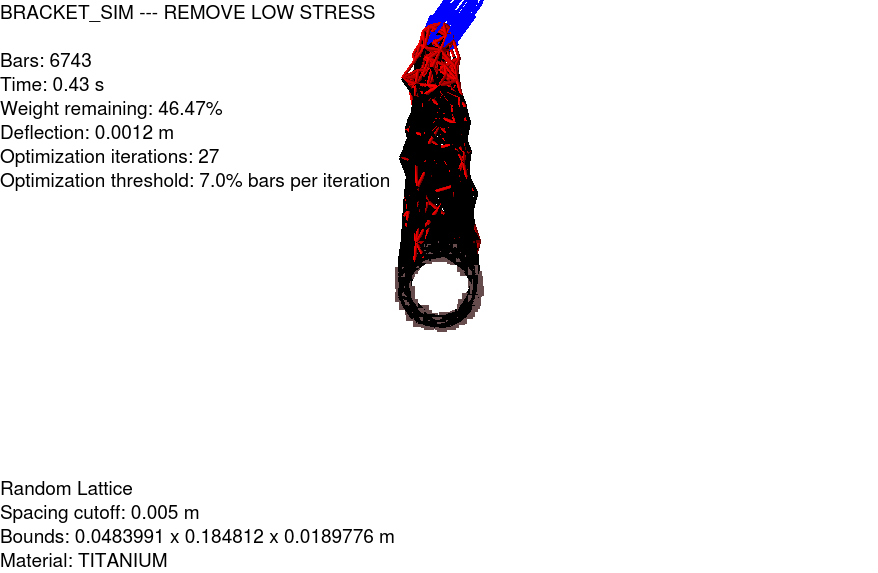 BRACKET_SIM --- REMOVE LOW STRESS
Bars: 6743
Time: 0.43 s
Weight remaining: 46.47%
Deflection: 0.0012 m
Optimization iterations: 27
Optimization threshold: 7.0% bars per iteration
Random Lattice
Spacing cutoff: 0.005 m
Bounds: 0.0483991 x 0.184812 x 0.0189776 m
Material: TITANIUM